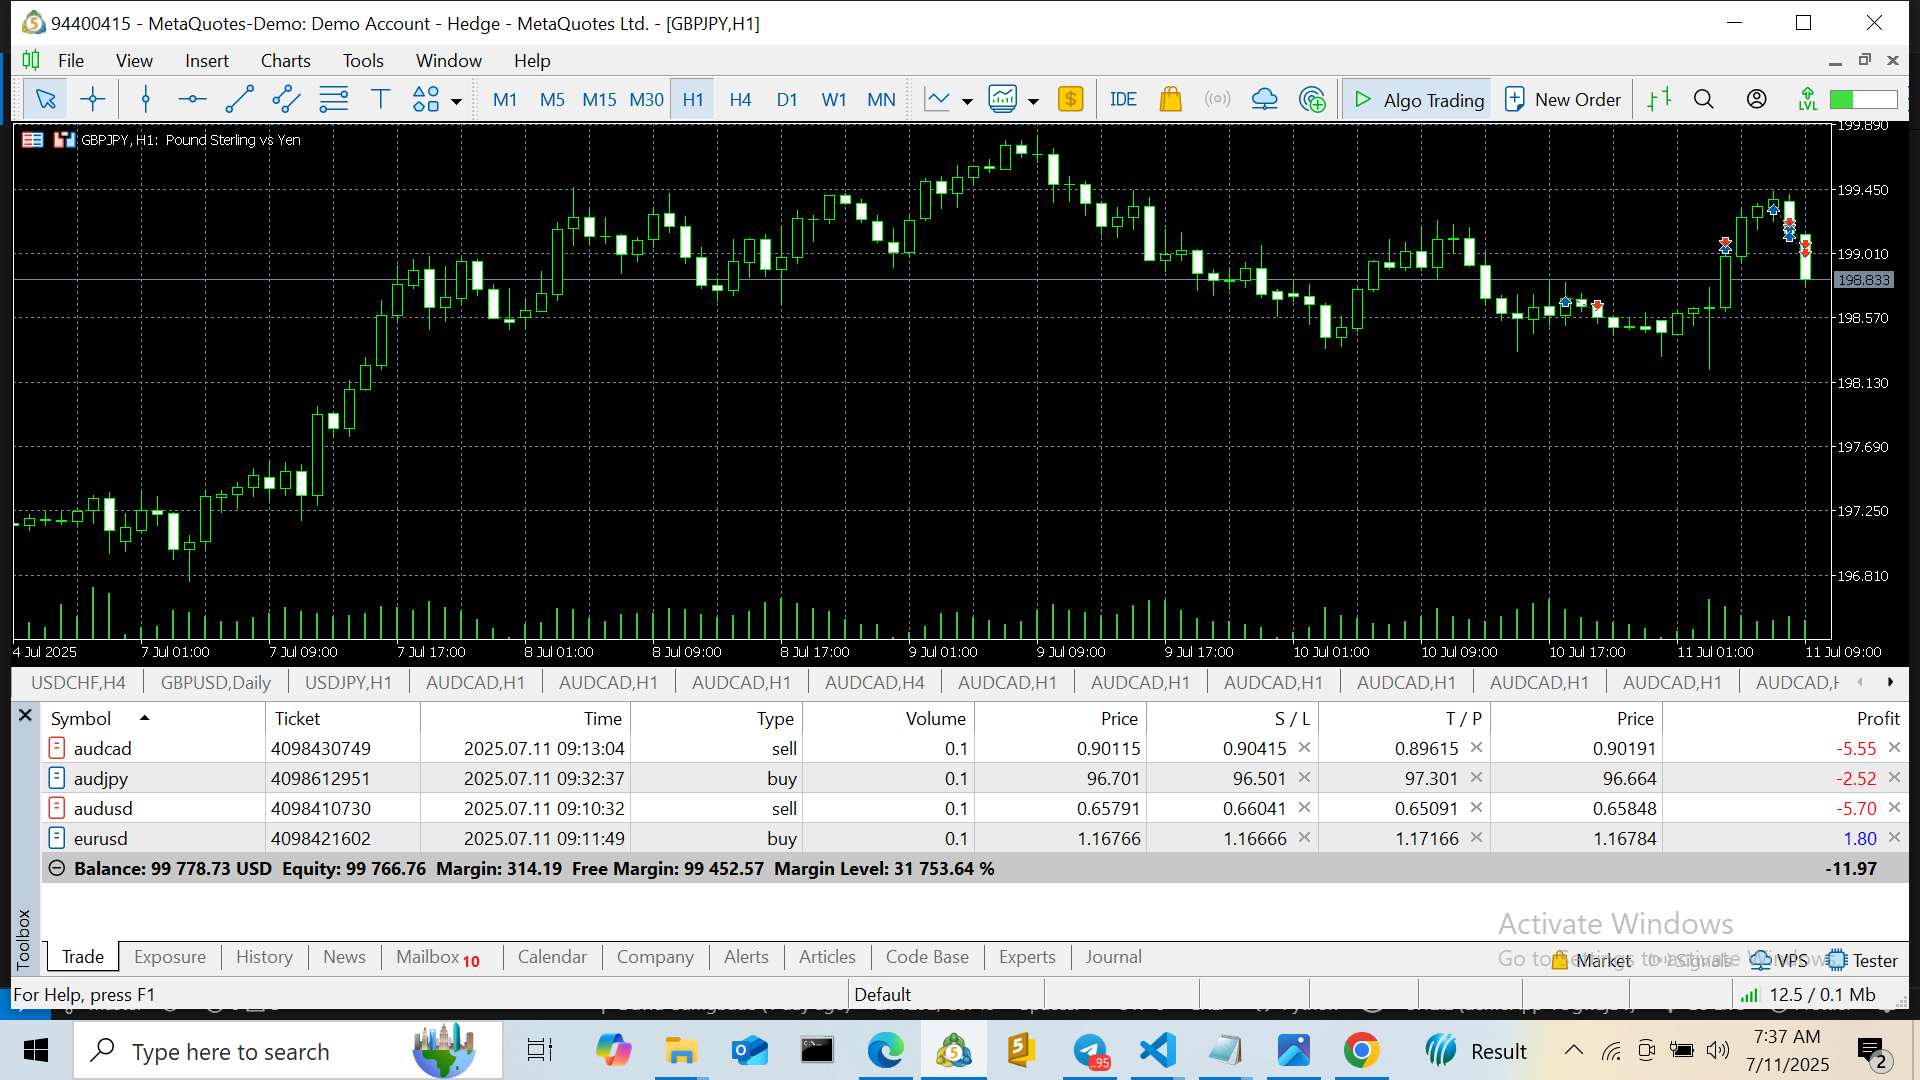 94400415 - MetaQuotes-Demo: Demo Account - Hedge - MetaQuotes Ltd. - [GBPJPY,H1]
File View Insert Charts Tools Window Help
M1 M5 M15 M30 H1 H4 D1 W1 MN IDE Algo Trading New Order LVL
GBPJPY, H1: Pound Sterling vs Yen
199.890
199.450
199.010
198.833
198.570
198.130
197.690
197.250
196.810
4 Jul 2025 7 Jul 01:00 7 Jul 09:00 7 Jul 17:00 8 Jul 01:00 8 Jul 09:00 8 Jul 17:00 9 Jul 01:00 9 Jul 09:00 9 Jul 17:00 10 Jul 01:00 10 Jul 09:00 10 Jul 17:00 11 Jul 01:00 11 Jul 09:00
USDCHF,H4 GBPUSD,Daily USDJPY,H1 AUDCAD,H1 AUDCAD,H1 AUDCAD,H1 AUDCAD,H4 AUDCAD,H1 AUDCAD,H1 AUDCAD,H1 AUDCAD,H1 AUDCAD,H1 AUDCAD,H1 AUDCAD,H
Symbol Ticket Time Type Volume Price S / L T / P Price Profit
audcad 4098430749 2025.07.11 09:13:04 sell 0.1 0.90115 0.90415 0.89615 0.90191 -5.55
audjpy 4098612951 2025.07.11 09:32:37 buy 0.1 96.701 96.501 97.301 96.664 -2.52
audusd 4098410730 2025.07.11 09:10:32 sell 0.1 0.65791 0.66041 0.65091 0.65848 -5.70
eurusd 4098421602 2025.07.11 09:11:49 buy 0.1 1.16766 1.16666 1.17166 1.16784 1.80
Balance: 99 778.73 USD Equity: 99 766.76 Margin: 314.19 Free Margin: 99 452.57 Margin Level: 31 753.64 % -11.97
Toolbox
Activate Windows
Go to Settings to activate Windows.
Trade Exposure History News Mailbox 10 Calendar Company Alerts Articles Code Base Experts Journal
Market Signals VPS Tester
For Help, press F1 Default 12.5 / 0.1 Mb
Type here to search
..95
Result
7:37 AM
7/11/2025
2